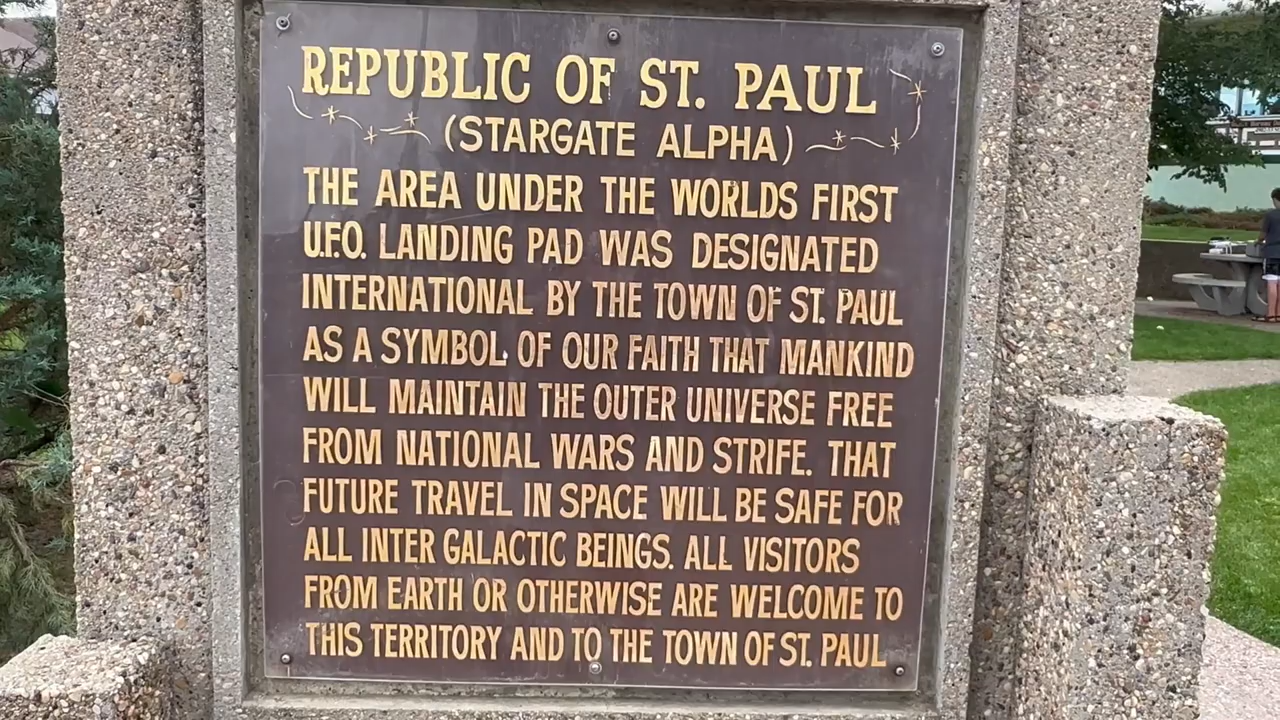 REPUBLIC OF ST. PAUL
(STARGATE ALPHA)
THE AREA UNDER THE WORLDS FIRST
U.F.O. LANDING PAD WAS DESIGNATED
INTERNATIONAL BY THE TOWN OF ST. PAUL
AS A SYMBOL OF OUR FAITH THAT MANKIND
WILL MAINTAIN THE OUTER UNIVERSE FREE
FROM NATIONAL WARS AND STRIFE. THAT
FUTURE TRAVEL IN SPACE WILL BE SAFE FOR
ALL INTER GALACTIC BEINGS. ALL VISITORS
FROM EARTH OR OTHERWISE ARE WELCOME TO
THIS TERRITORY AND TO THE TOWN OF ST. PAUL